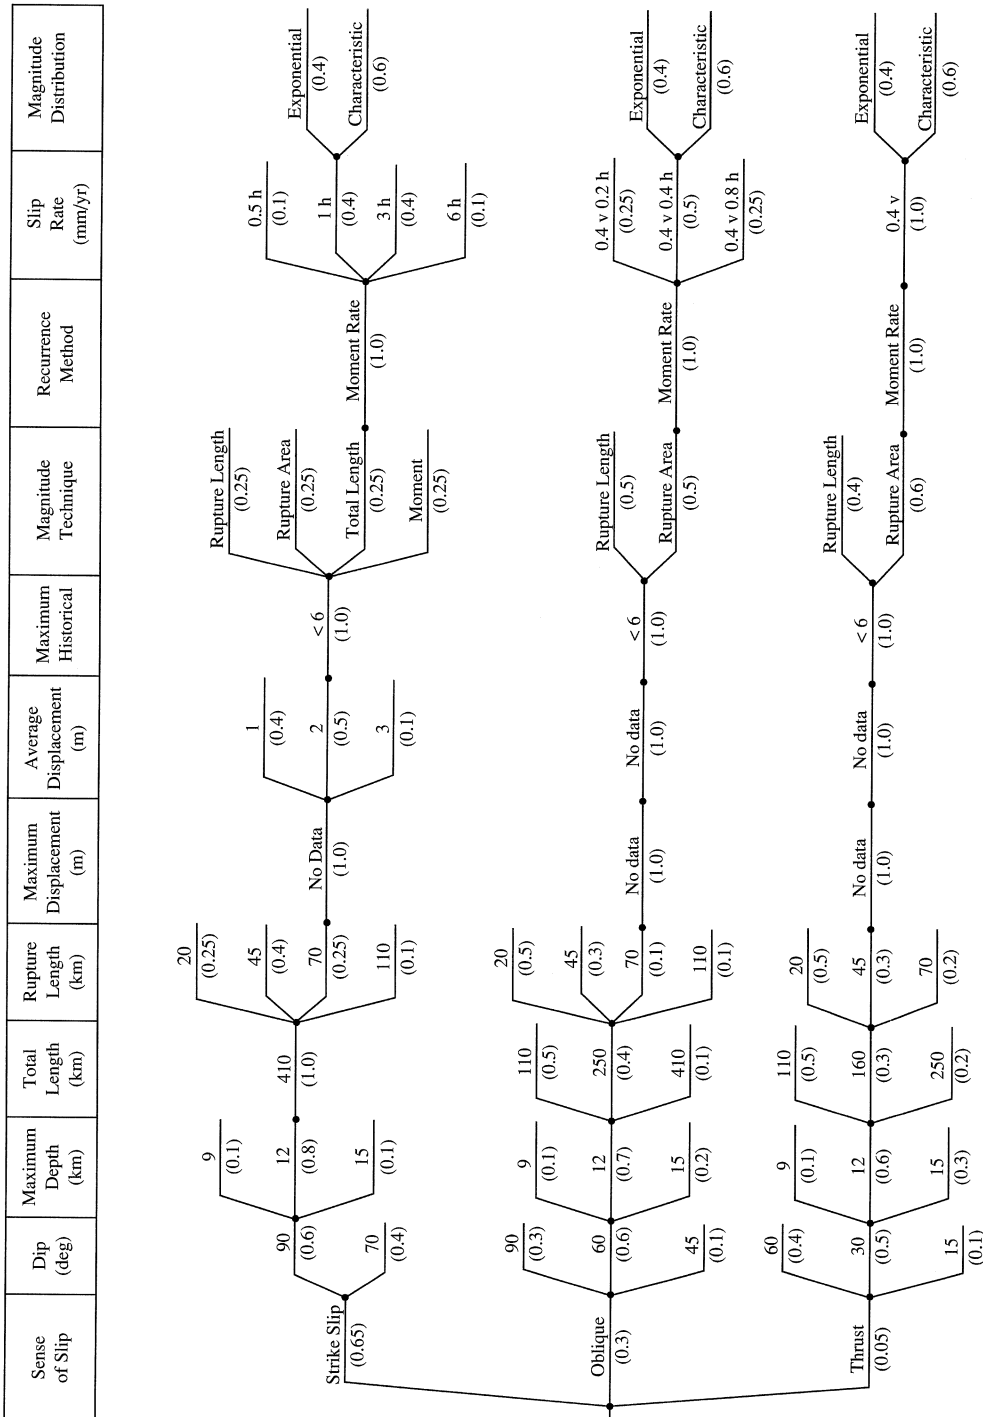 Sense
of Slip
Dip
(deg)
Maximum
Depth
(km)
Total
Length
(km)
Rupture
Length
(km)
Maximum
Displacement
(m)
Average
Displacement
(m)
Maximum
Historical
Magnitude
Technique
Recurrence
Method
Slip
Rate
(mm/yr)
Magnitude
Distribution
Strike Slip
(0.65)
90
(0.6)
70
(0.4)
9
(0.1)
12
(0.8)
15
(0.1)
410
(1.0)
20
(0.25)
45
(0.4)
70
(0.25)
110
(0.1)
No Data
(1.0)
1
(0.4)
2
(0.5)
3
(0.1)
< 6
(1.0)
Rupture Length
(0.25)
Rupture Area
(0.25)
Total Length
(0.25)
Moment
(0.25)
Moment Rate
(1.0)
0.5 h
(0.1)
1 h
(0.4)
3 h
(0.4)
6 h
(0.1)
Exponential
(0.4)
Characteristic
(0.6)
Oblique
(0.3)
90
(0.3)
60
(0.6)
45
(0.1)
9
(0.1)
12
(0.7)
15
(0.2)
110
(0.5)
250
(0.4)
410
(0.1)
20
(0.5)
45
(0.3)
70
(0.1)
110
(0.1)
No data
(1.0)
No data
(1.0)
< 6
(1.0)
Rupture Length
(0.5)
Rupture Area
(0.5)
Moment Rate
(1.0)
0.4 v 0.2 h
(0.25)
0.4 v 0.4 h
(0.5)
0.4 v 0.8 h
(0.25)
Exponential
(0.4)
Characteristic
(0.6)
Thrust
(0.05)
60
(0.4)
30
(0.5)
15
(0.1)
9
(0.1)
12
(0.6)
15
(0.3)
110
(0.5)
160
(0.3)
250
(0.2)
20
(0.5)
45
(0.3)
70
(0.2)
No data
(1.0)
No data
(1.0)
< 6
(1.0)
Rupture Length
(0.4)
Rupture Area
(0.6)
Moment Rate
(1.0)
0.4 v
(1.0)
Exponential
(0.4)
Characteristic
(0.6)